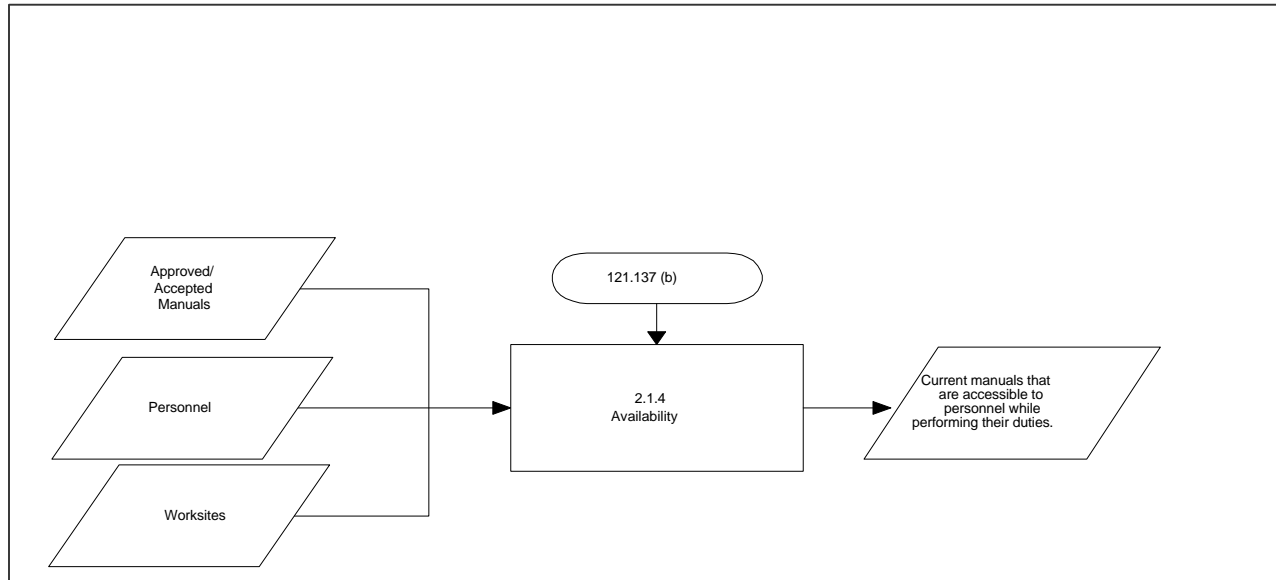 Approved/
Accepted
Manuals
Personnel
Worksites
121.137 (b)
2.1.4
Availability
Current manuals that
are accessible to
personnel while
performing their duties.